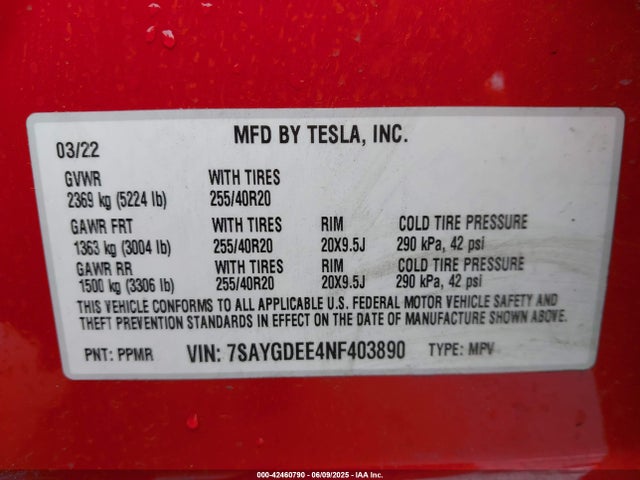 MFD BY TESLA, INC.
03/22
GVWR WITH TIRES
2369 kg (5224 lb) 255/40R20
GAWR FRT WITH TIRES RIM COLD TIRE PRESSURE
1363 kg (3004 lb) 255/40R20 20X9.5J 290 kPa, 42 psi
GAWR RR WITH TIRES RIM COLD TIRE PRESSURE
1500 kg (3306 lb) 255/40R20 20X9.5J 290 kPa, 42 psi
THIS VEHICLE CONFORMS TO ALL APPLICABLE U.S. FEDERAL MOTOR VEHICLE SAFETY AND
THEFT PREVENTION STANDARDS IN EFFECT ON THE DATE OF MANUFACTURE SHOWN ABOVE.
PNT: PPMR VIN: 7SAYGDEE4NF403890 TYPE: MPV
000-42460790 - 06/09/2025 - IAA Inc.